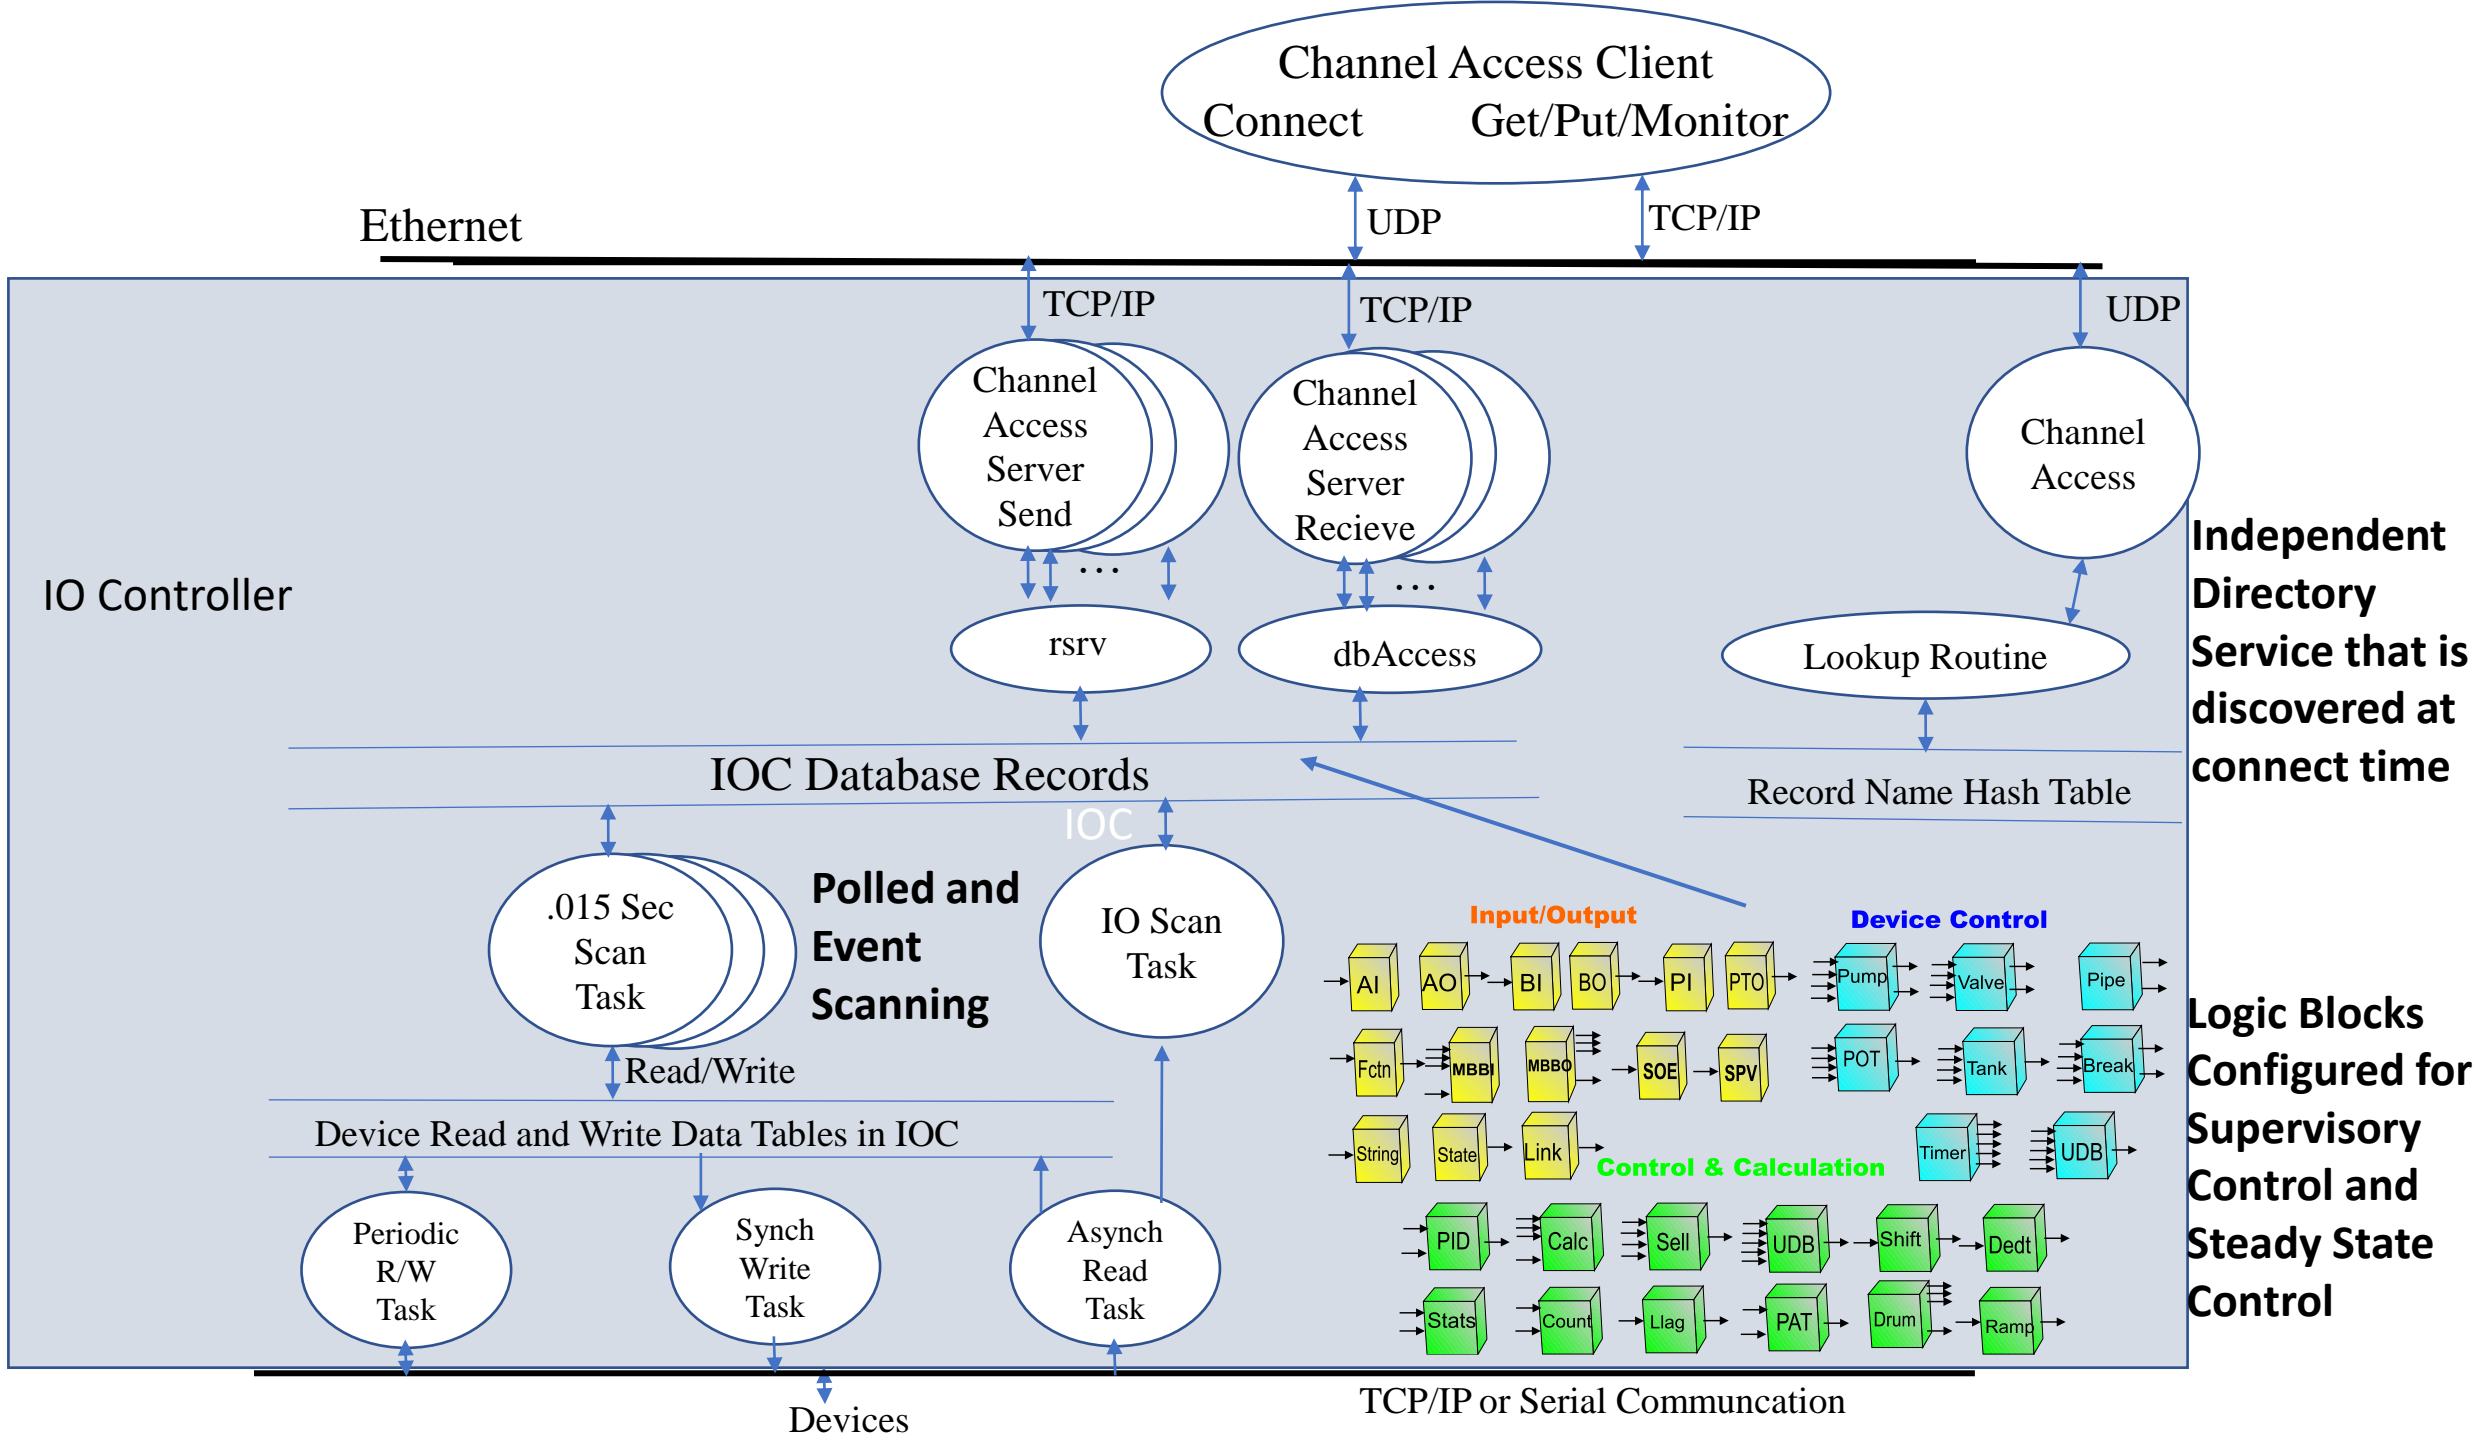 Channel Access Client
Connect Get/Put/Monitor
UDP
TCP/IP
Ethernet
TCP/IP
TCP/IP
UDP
Channel
Access
Server
Send
Channel
Access
Server
Recieve
Channel
Access
...
...
IO Controller
rsrv
dbAccess
Lookup Routine
Independent
Directory
Service that is
discovered at
connect time
IOC Database Records
Record Name Hash Table
IOC
.015 Sec
Scan
Task
Polled and
Event
Scanning
IO Scan
Task
Read/Write
Device Read and Write Data Tables in IOC
Periodic
R/W
Task
Synch
Write
Task
Asynch
Read
Task
Input/Output
AI AO BI BO PI PTO
Fctn MBBI MBBO SOE SPV
String State Link
Device Control
Pump Valve Pipe
POT Tank Break
Timer UDB
Control & Calculation
PID Calc Sell UDB Shift Dedt
Stats Count Llag PAT Drum Ramp
Logic Blocks
Configured for
Supervisory
Control and
Steady State
Control
TCP/IP or Serial Communcation
Devices